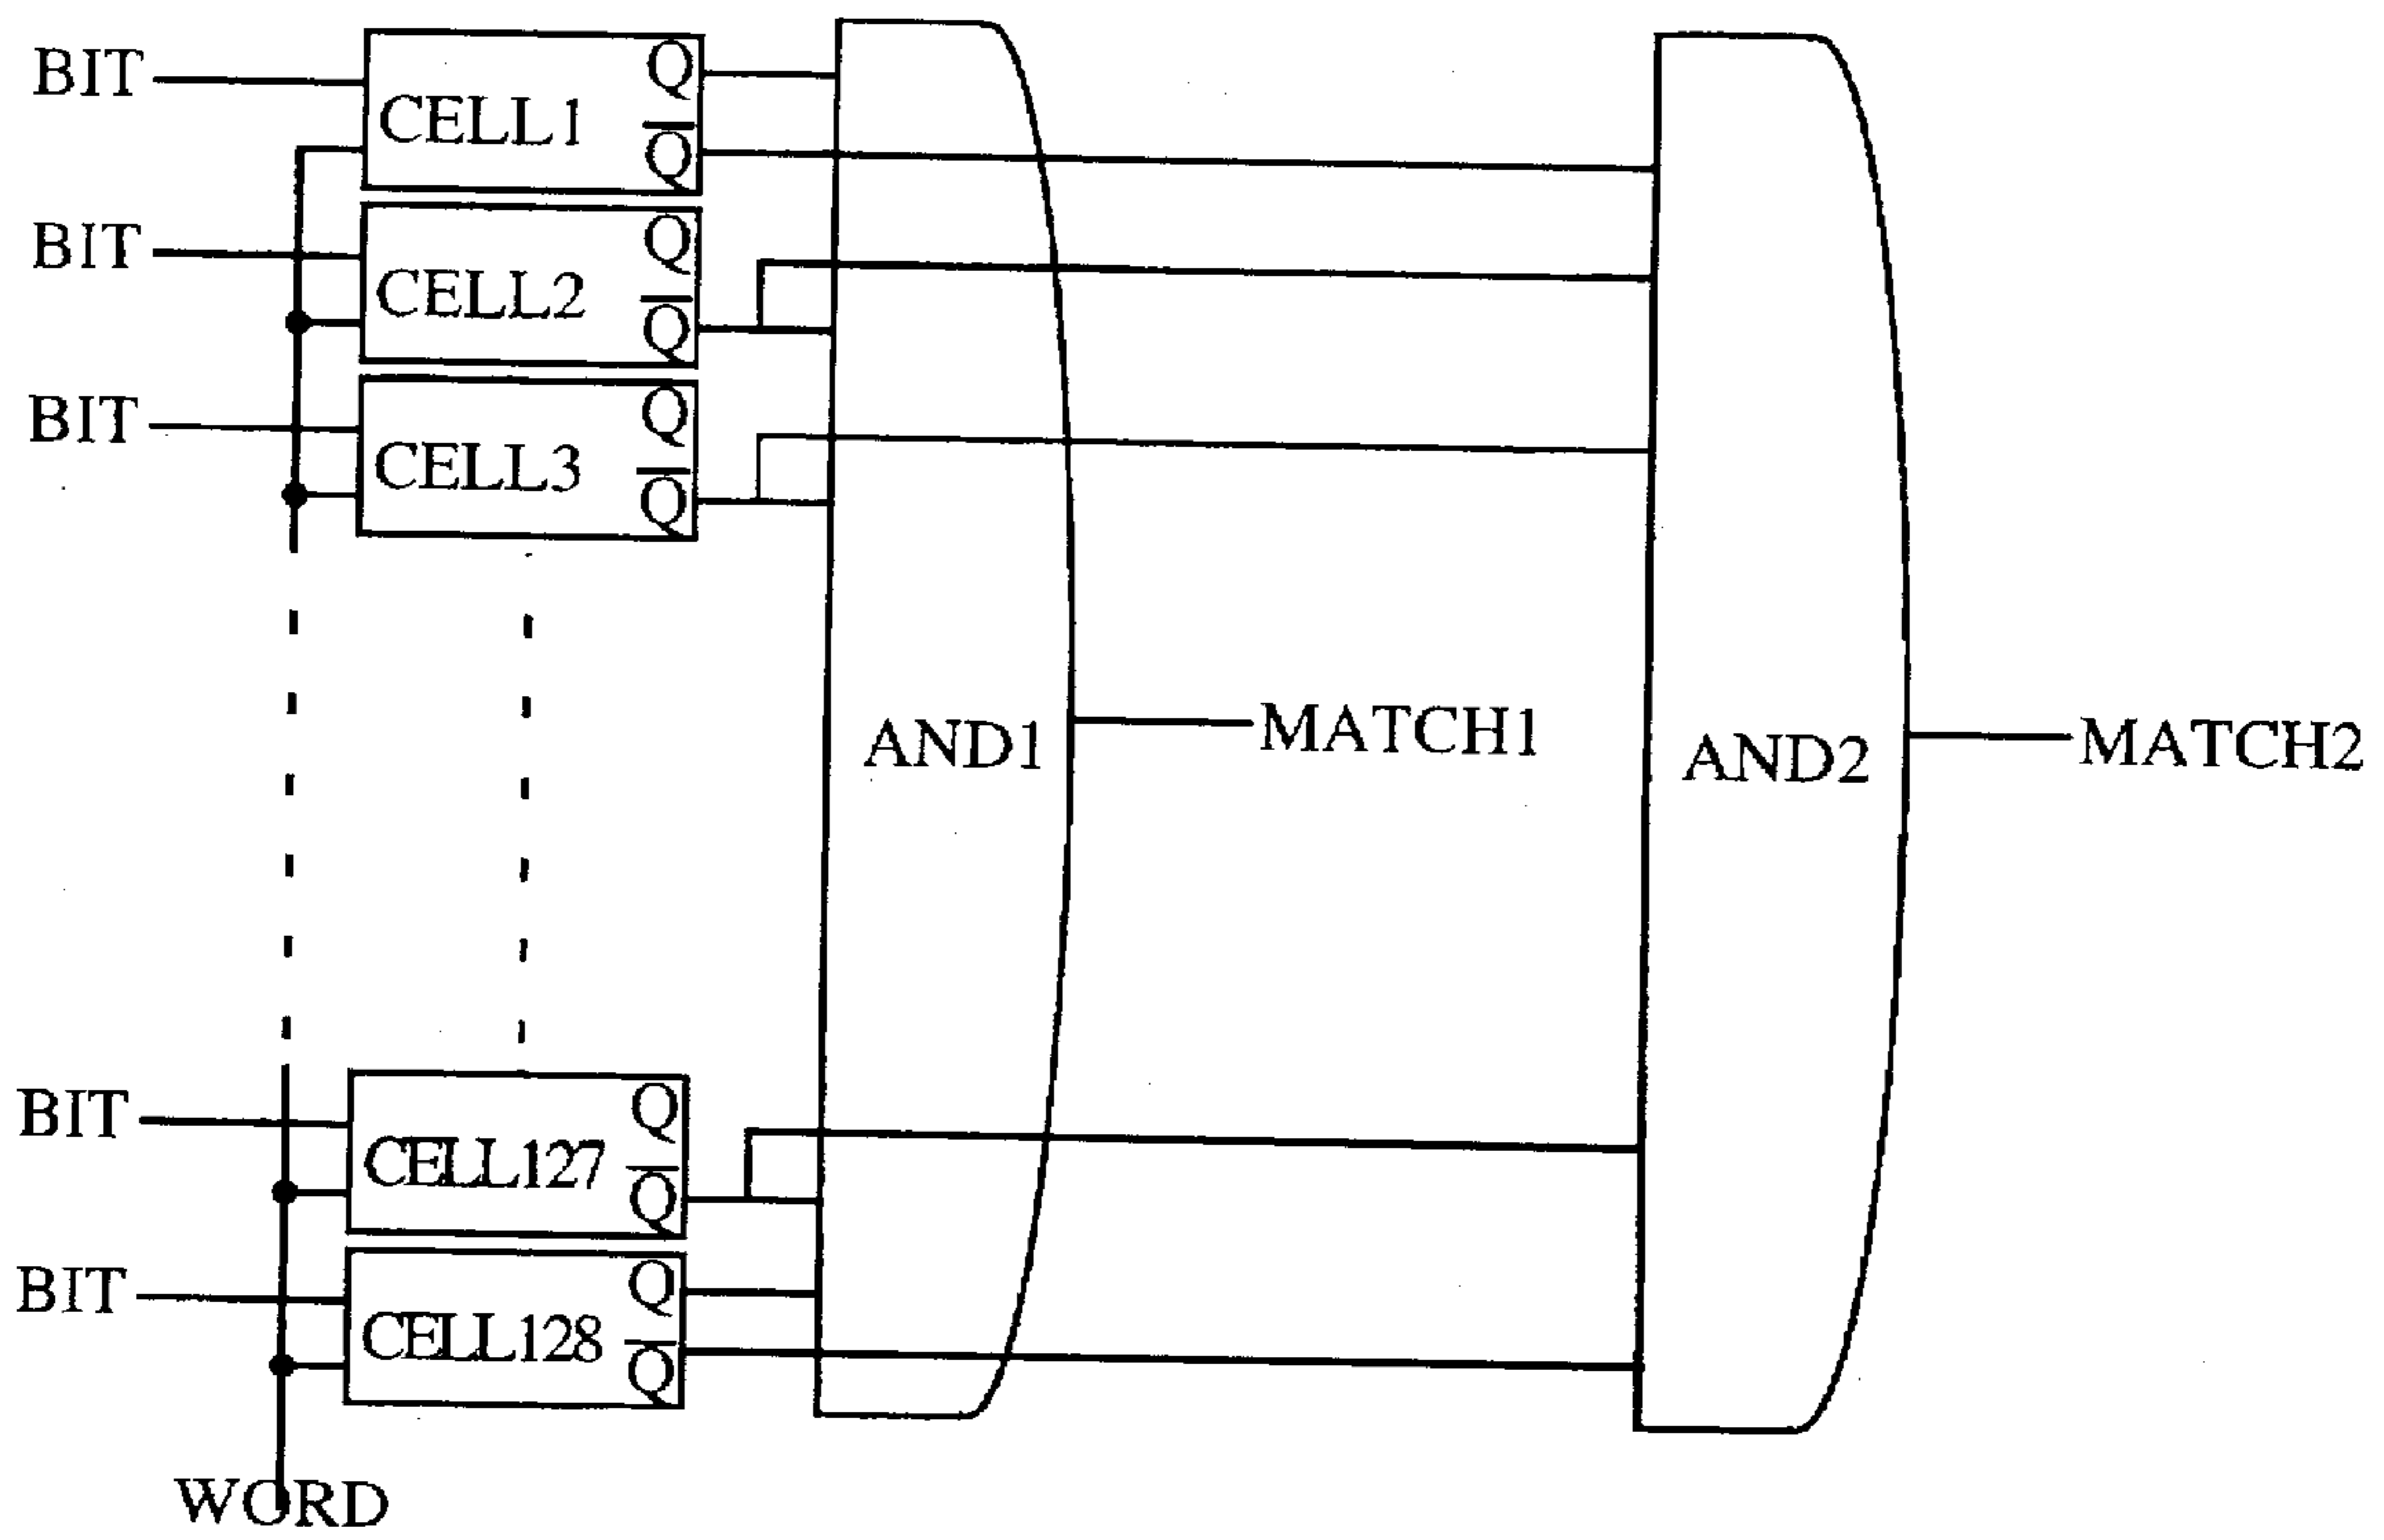 BIT
CELL1
Q
Q̅
BIT
CELL2
Q
Q̅
BIT
CELL3
Q
Q̅
AND1
MATCH1
AND2
MATCH2
BIT
CELL127
Q
Q̅
BIT
CELL128
Q
Q̅
WORD